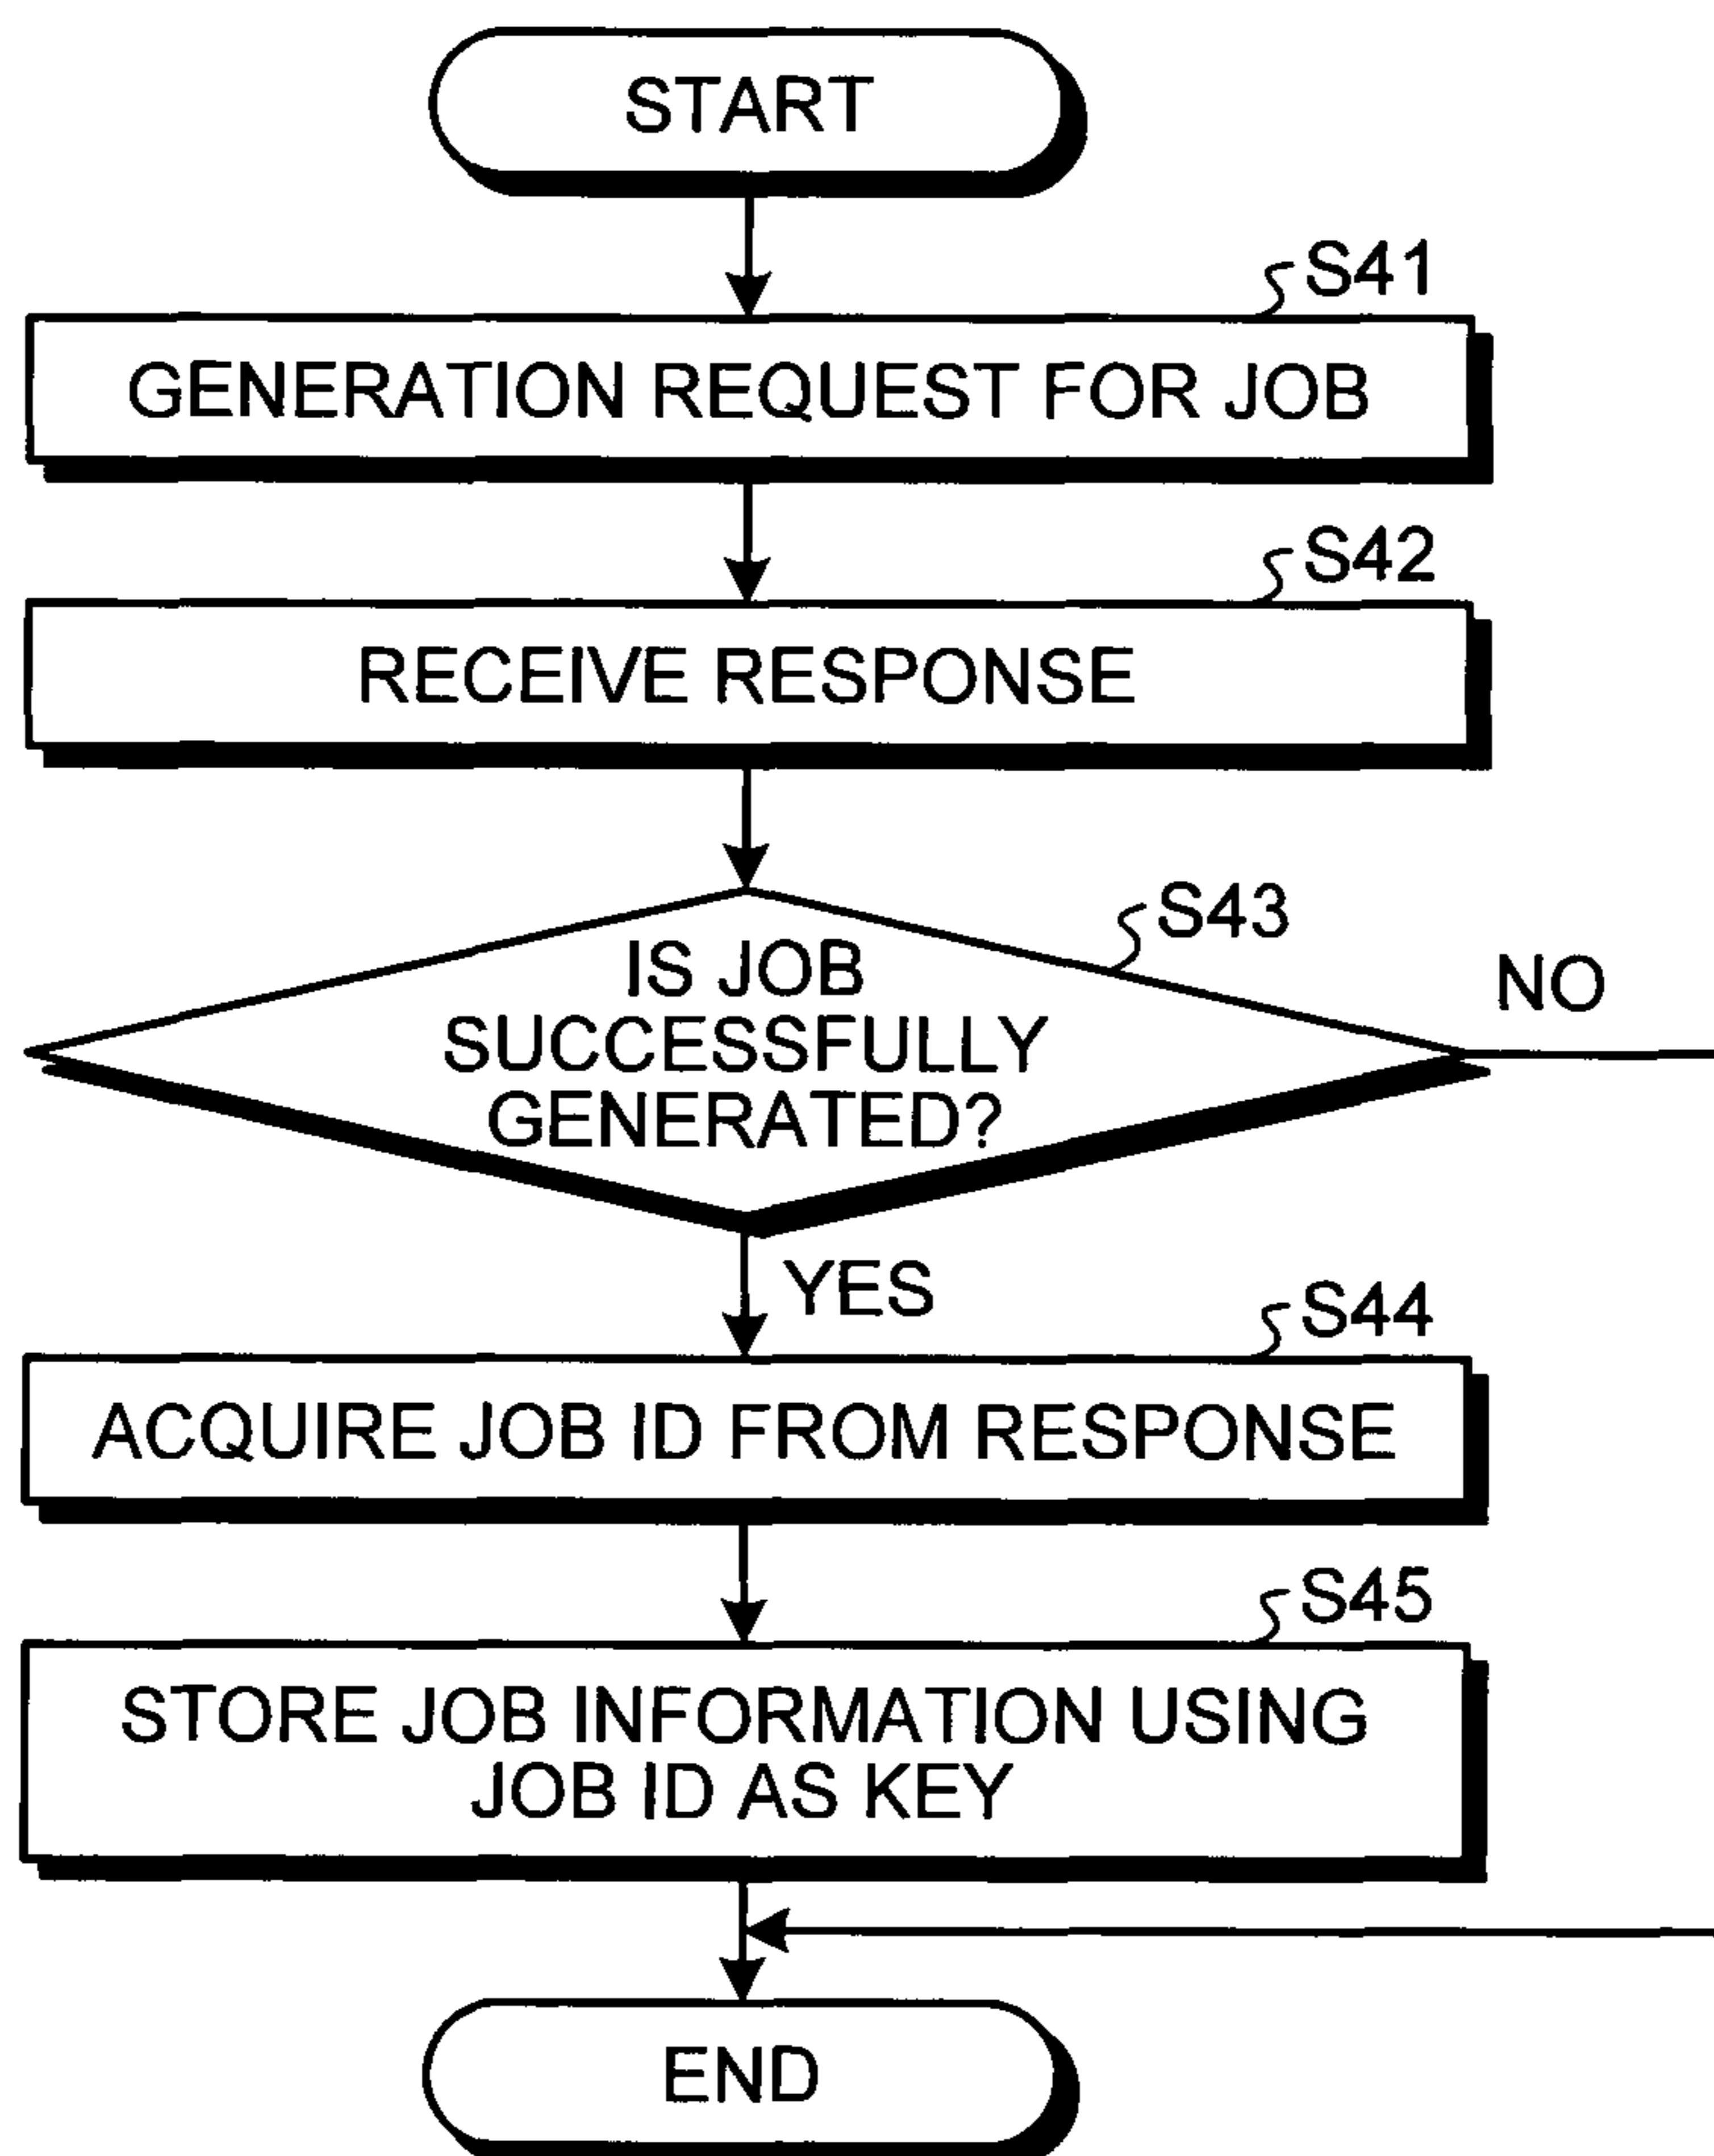 START
S41
GENERATION REQUEST FOR JOB
S42
RECEIVE RESPONSE
S43
IS JOB
SUCCESSFULLY
GENERATED?
NO
YES
S44
ACQUIRE JOB ID FROM RESPONSE
S45
STORE JOB INFORMATION USING
JOB ID AS KEY
END